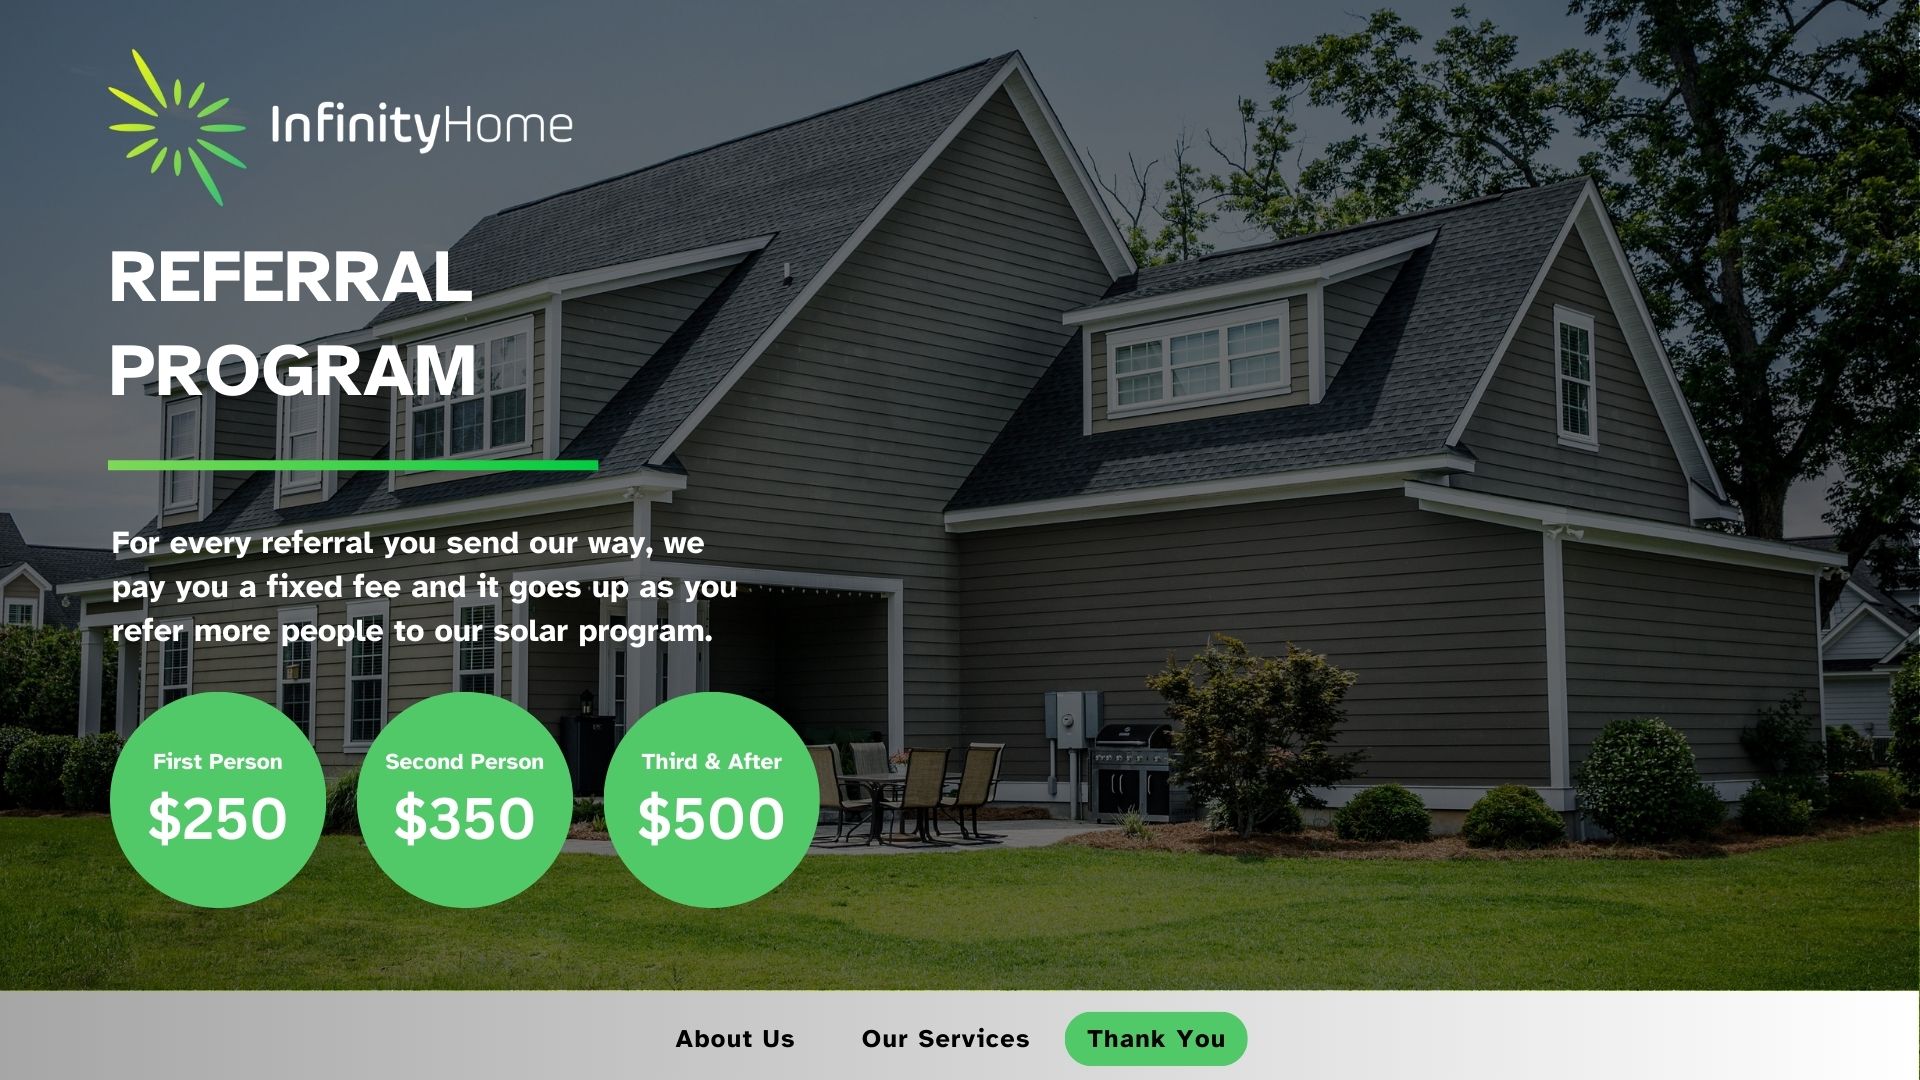 InfinityHome
REFERRAL
PROGRAM
For every referral you send our way, we
pay you a fixed fee and it goes up as you
refer more people to our solar program.
First Person
$250
Second Person
$350
Third & After
$500
About Us
Our Services
Thank You